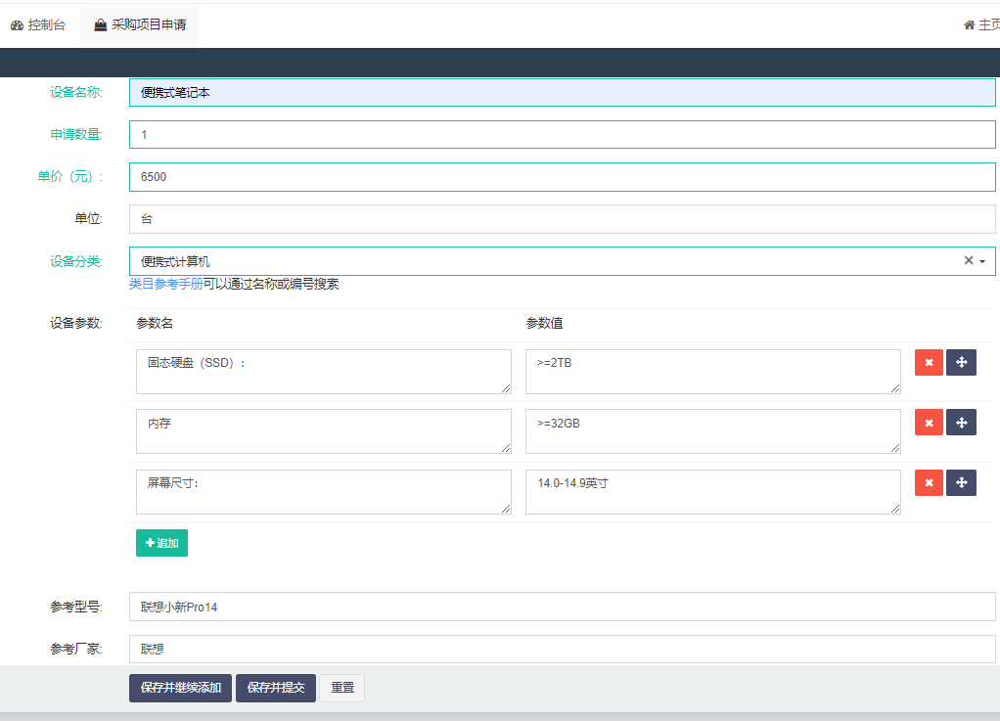 控制台
采购项目申请
主页
设备名称:
便携式笔记本
申请数量:
1
单价（元）:
6500
单位:
台
设备分类:
便携式计算机
类目参考手册可以通过名称或编号搜索
设备参数:
参数名
参数值
固态硬盘（SSD）:
>=2TB
内存
>=32GB
屏幕尺寸:
14.0-14.9英寸
追加
参考型号:
联想小新Pro14
参考厂家:
联想
保存并继续添加
保存并提交
重置